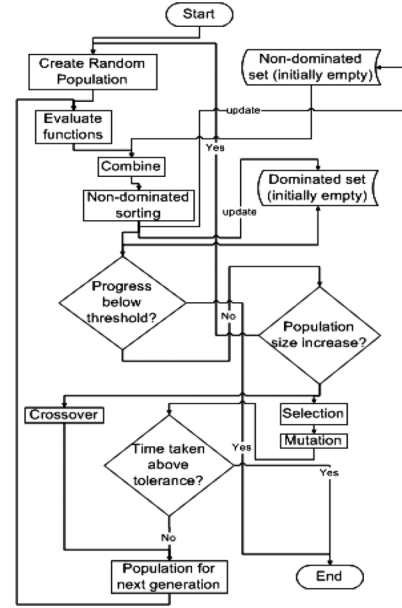 Start
Create Random
Population
Non-dominated
set (initially empty)
update
Evaluate
functions
Yes
Combine
Dominated set
(initially empty)
Non-dominated
sorting
update
Progress
below
threshold?
No
Population
size increase?
Crossover
Selection
Mutation
Yes
Time taken
above
tolerance?
Yes
No
Population for
next generation
End